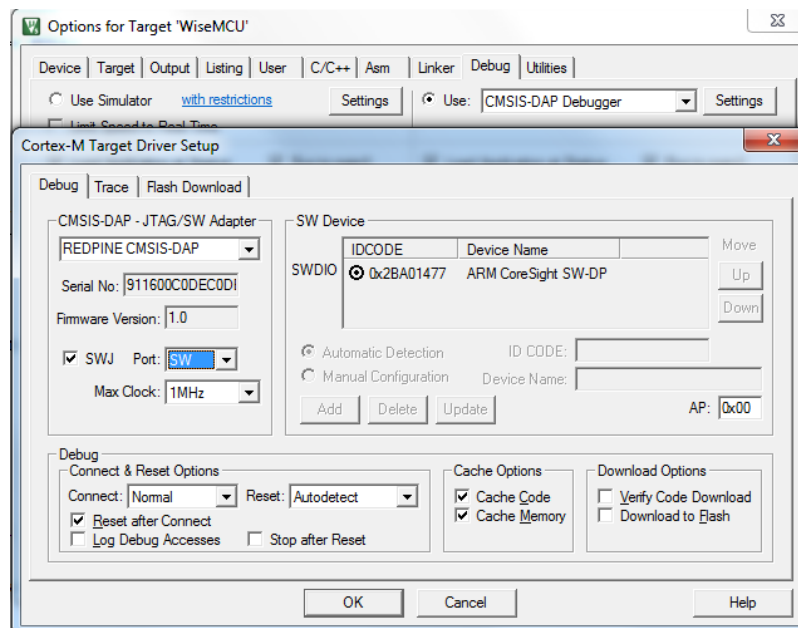 Options for Target 'WiseMCU'
Device Target Output Listing User C/C++ Asm Linker Debug Utilities
Use Simulator with restrictions Settings Use: CMSIS-DAP Debugger Settings
Limit Speed to Real-Time
Cortex-M Target Driver Setup
Debug Trace Flash Download
CMSIS-DAP - JTAG/SW Adapter
REDPINE CMSIS-DAP
Serial No: 911600C0DEC0DI
Firmware Version: 1.0
SWJ Port: SW
Max Clock: 1MHz
SW Device
IDCODE Device Name Move
SWDIO 0x2BA01477 ARM CoreSight SW-DP Up
Down
Automatic Detection ID CODE:
Manual Configuration Device Name:
Add Delete Update AP: 0x00
Debug
Connect & Reset Options
Connect: Normal Reset: Autodetect
Reset after Connect
Log Debug Accesses Stop after Reset
Cache Options
Cache Code
Cache Memory
Download Options
Verify Code Download
Download to Flash
OK Cancel Help